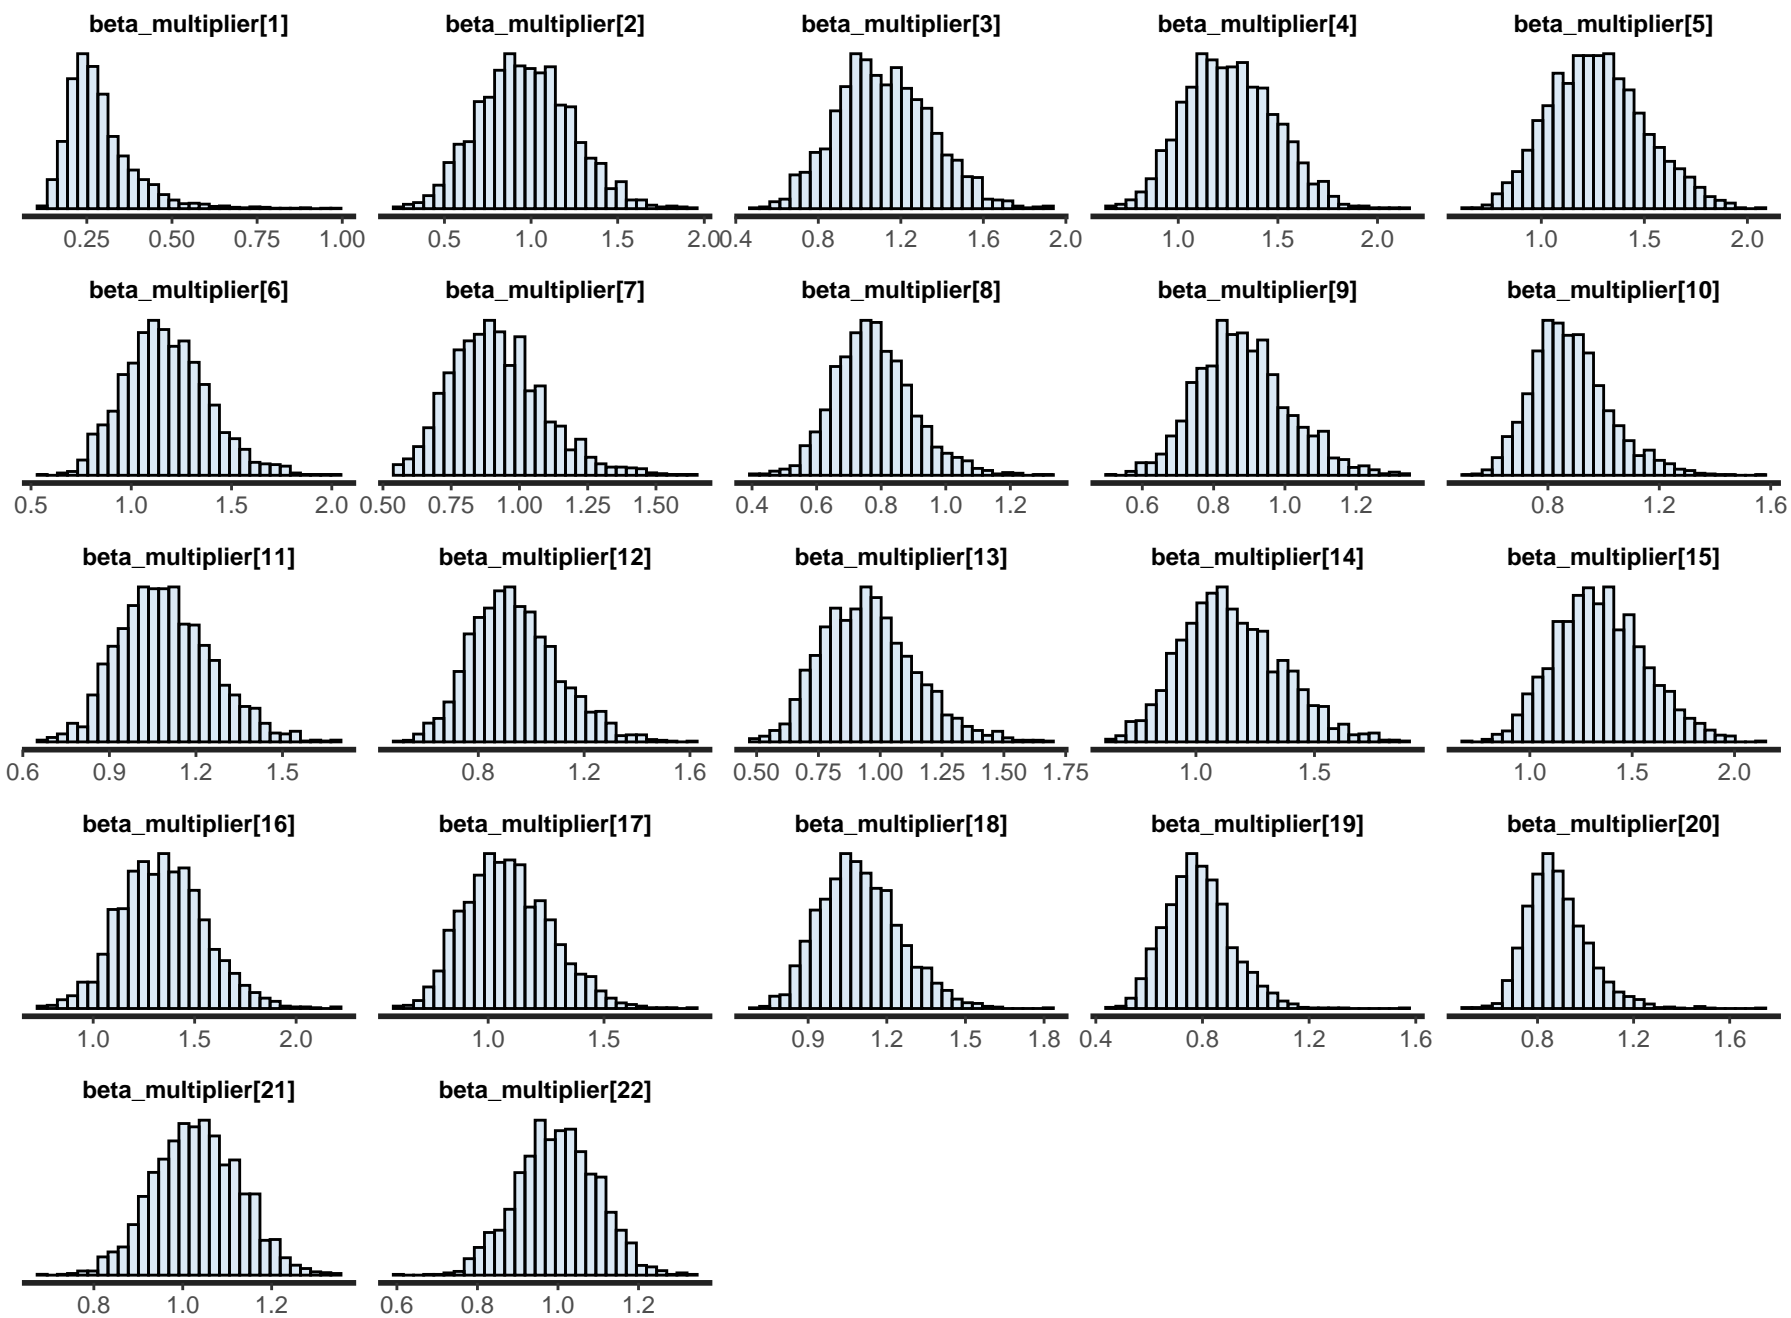 beta_multiplier[1] beta_multiplier[2] beta_multiplier[3] beta_multiplier[4] beta_multiplier[5]
0.25 0.50 0.75 1.00 0.5 1.0 1.5 2.0 0.4 0.8 1.2 1.6 2.0 1.0 1.5 2.0 1.0 1.5 2.0
beta_multiplier[6] beta_multiplier[7] beta_multiplier[8] beta_multiplier[9] beta_multiplier[10]
0.5 1.0 1.5 2.0 0.50 0.75 1.00 1.25 1.50 0.4 0.6 0.8 1.0 1.2 0.6 0.8 1.0 1.2 0.8 1.2 1.6
beta_multiplier[11] beta_multiplier[12] beta_multiplier[13] beta_multiplier[14] beta_multiplier[15]
0.6 0.9 1.2 1.5 0.8 1.2 1.6 0.50 0.75 1.00 1.25 1.50 1.75 1.0 1.5 1.0 1.5 2.0
beta_multiplier[16] beta_multiplier[17] beta_multiplier[18] beta_multiplier[19] beta_multiplier[20]
1.0 1.5 2.0 1.0 1.5 0.9 1.2 1.5 1.8 0.4 0.8 1.2 1.6 0.8 1.2 1.6
beta_multiplier[21] beta_multiplier[22]
0.8 1.0 1.2 0.6 0.8 1.0 1.2